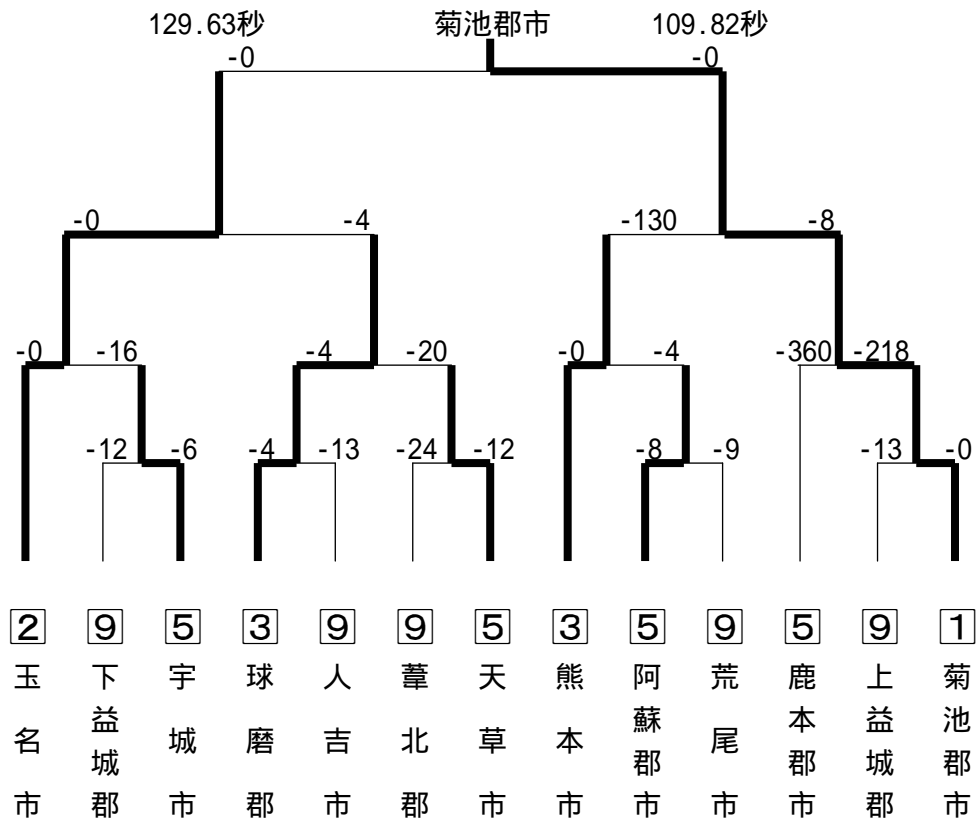 129.63秒 菊池郡市 109.82秒
-0 -0
-0 -4 -130 -8
-0 -16 -4 -20 -0 -4 -360 -218
-12 -6 -4 -13 -24 -12 -8 -9 -13 -0
2 9 5 3 9 9 5 3 5 9 5 9 1
玉名市
下益城郡
宇城市
球磨郡
人吉市
葦北郡
天草市
熊本市
阿蘇郡市
荒尾市
鹿本郡市
上益城郡
菊池郡市